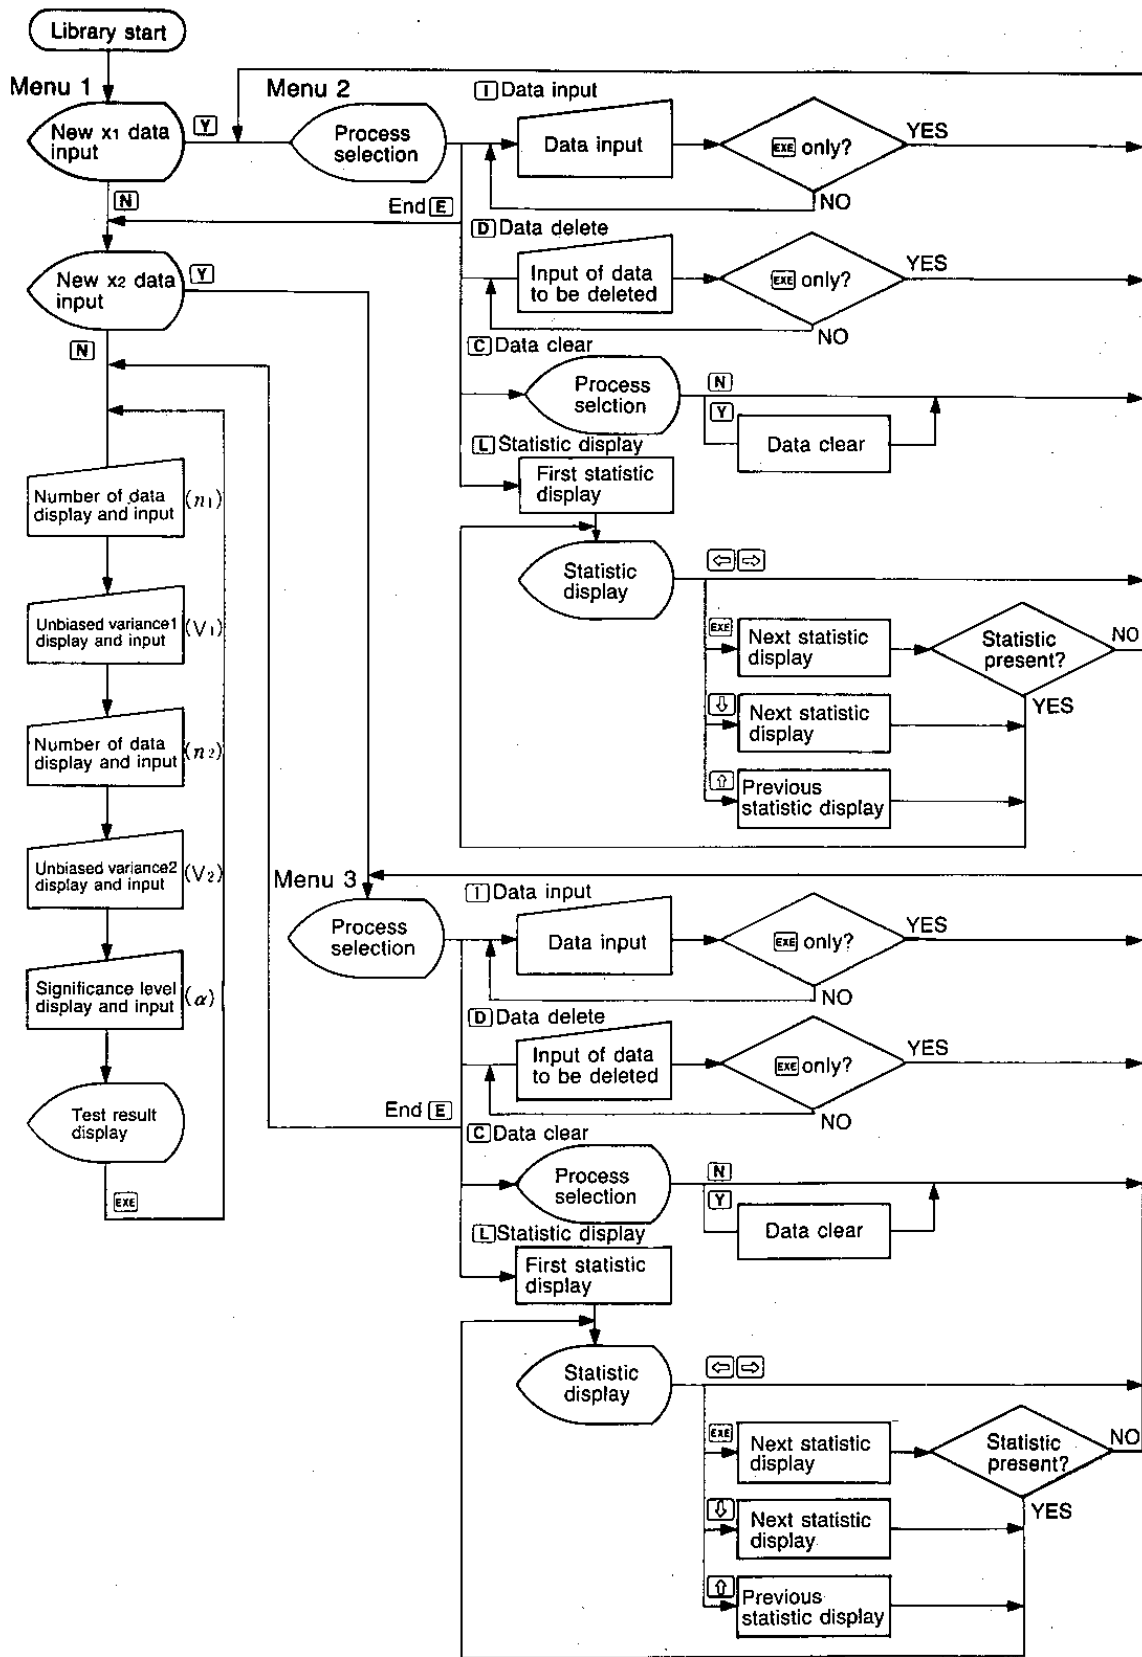 Library start
Menu 1
New x1 data
input
Y
N
Menu 2
Process
selection
I Data input
Data input
EXE only?
YES
NO
End E
D Data delete
Input of data
to be deleted
EXE only?
YES
NO
C Data clear
Process
selction
N
Y
Data clear
L Statistic display
First statistic
display
Statistic
display
⇦ ⇨
EXE
Next statistic
display
Statistic
present?
NO
YES
⇩
Next statistic
display
⇧
Previous
statistic display
New x2 data
input
Y
N
Number of data
display and input
(n1)
Unbiased variance1
display and input
(V1)
Number of data
display and input
(n2)
Unbiased variance2
display and input
(V2)
Significance level
display and input
(α)
Test result
display
EXE
Menu 3
Process
selection
I Data input
Data input
EXE only?
YES
NO
D Data delete
Input of data
to be deleted
EXE only?
YES
NO
End E
C Data clear
Process
selection
N
Y
Data clear
L Statistic display
First statistic
display
Statistic
display
⇦ ⇨
EXE
Next statistic
display
Statistic
present?
NO
YES
⇩
Next statistic
display
⇧
Previous
statistic display